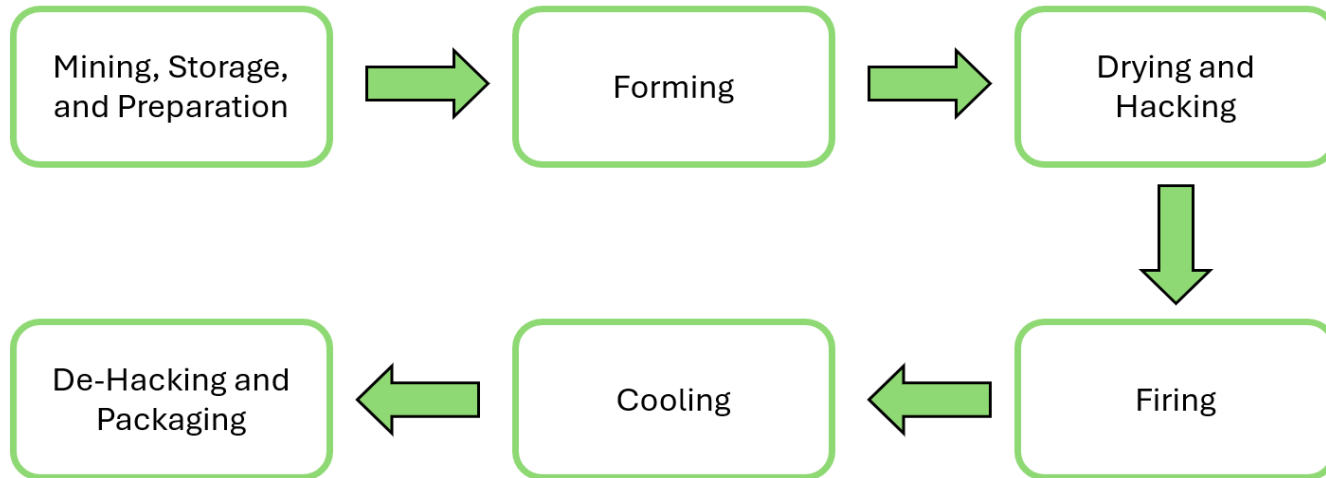 Mining, Storage,
and Preparation
Forming
Drying and
Hacking
Firing
Cooling
De-Hacking and
Packaging